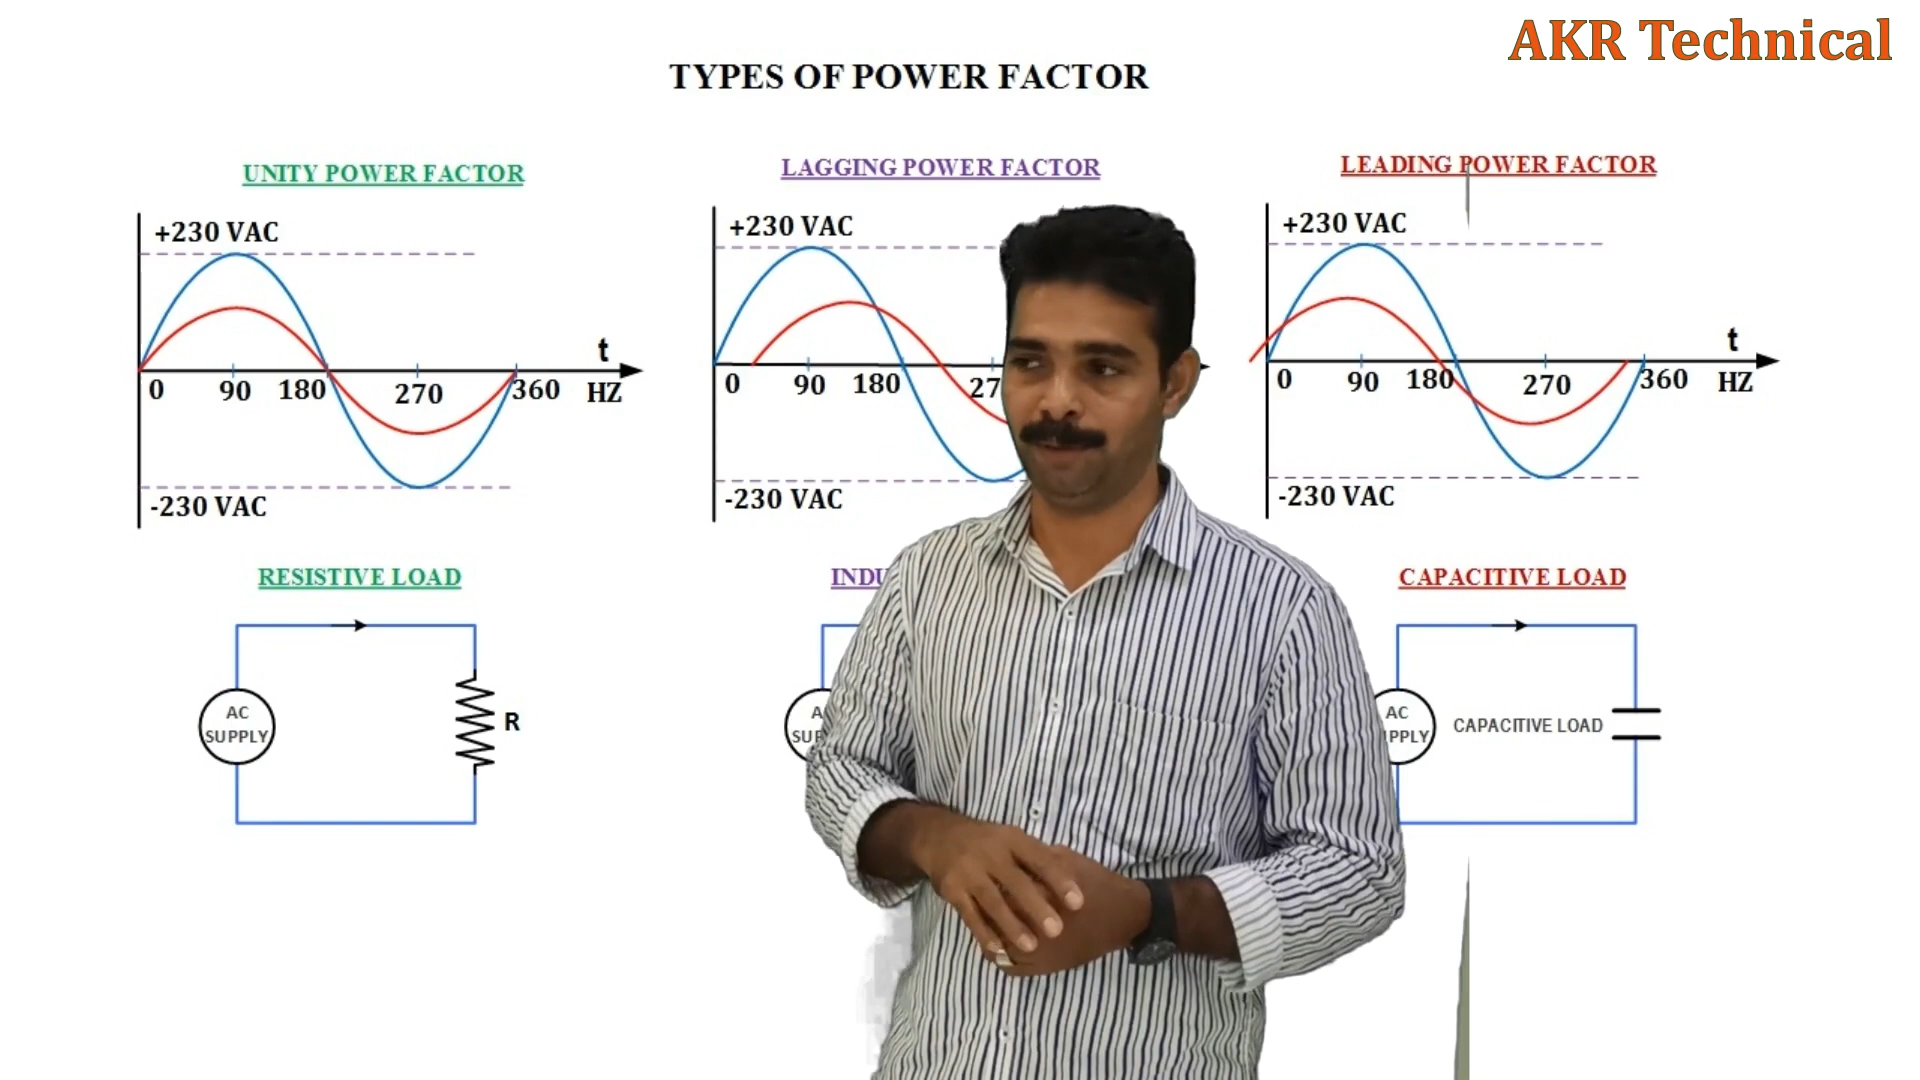 AKR Technical
TYPES OF POWER FACTOR
UNITY POWER FACTOR
+230 VAC
t
0 90 180 270 360 HZ
-230 VAC
RESISTIVE LOAD
AC
SUPPLY
R
LAGGING POWER FACTOR
+230 VAC
0 90 180
-230 VAC
LEADING POWER FACTOR
+230 VAC
t
0 90 180 270 360 HZ
-230 VAC
CAPACITIVE LOAD
AC
CAPACITIVE LOAD